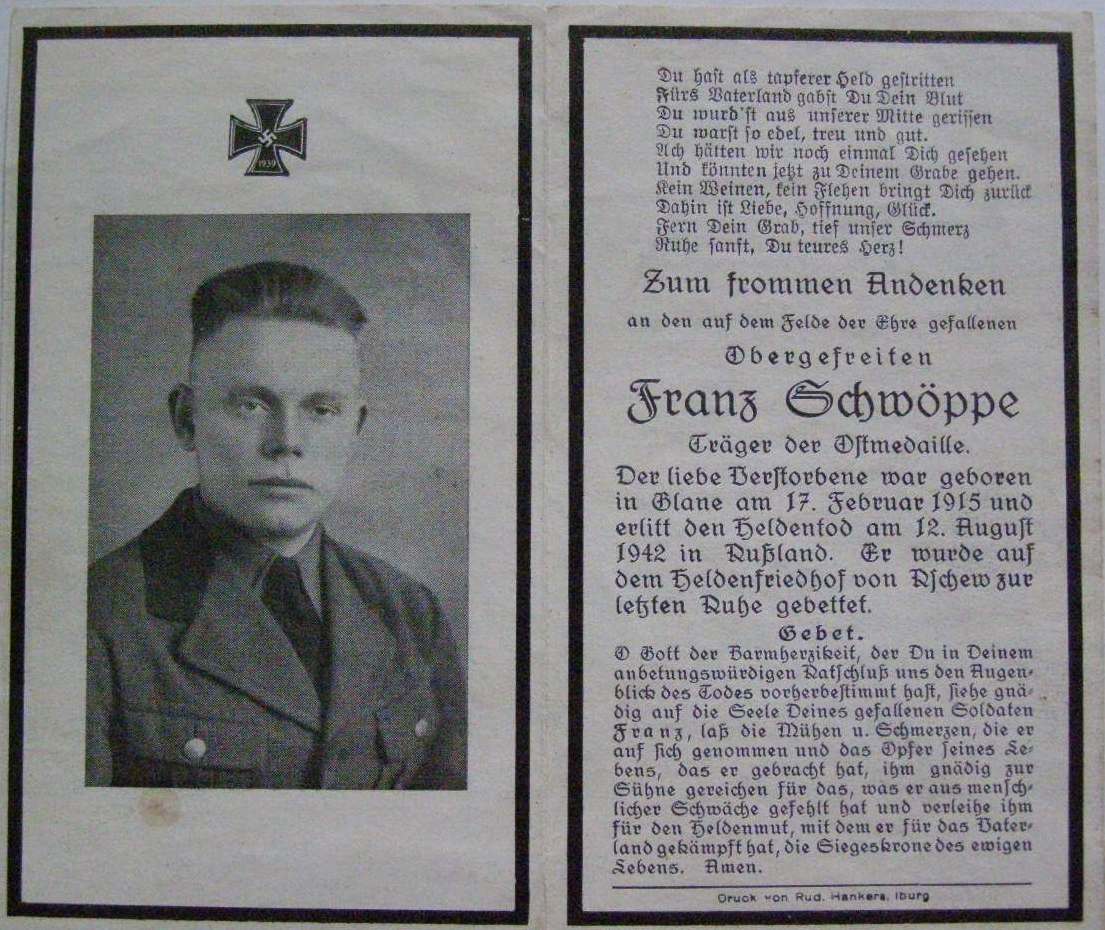 1939
Du hast als tapferer Held gestritten
Fürs Vaterland gabst Du Dein Blut
Du wurd'st aus unserer Mitte gerissen
Du warst so edel, treu und gut.
Ach hätten wir noch einmal Dich gesehen
Und könnten jetzt zu Deinem Grabe gehen.
Kein Weinen, kein Flehen bringt Dich zurück
Dahin ist Liebe, Hoffnung, Glück.
Fern Dein Grab, tief unser Schmerz
Ruhe sanft, Du teures Herz!
Zum frommen Andenken
an den auf dem Felde der Ehre gefallenen
Obergefreiten
Franz Schwöppe
Träger der Ostmedaille.
Der liebe Verstorbene war geboren
in Glane am 17. Februar 1915 und
erlitt den Heldentod am 12. August
1942 in Rußland. Er wurde auf
dem Heldenfriedhof von Rschew zur
letzten Ruhe gebettet.
Gebet.
O Gott der Barmherzikeit, der Du in Deinem
anbetungswürdigen Ratschluß uns den Augen-
blick des Todes vorherbestimmt hast, siehe gnä-
dig auf die Seele Deines gefallenen Soldaten
Franz, laß die Mühen u. Schmerzen, die er
auf sich genommen und das Opfer seines Le-
bens, das er gebracht hat, ihm gnädig zur
Sühne gereichen für das, was er aus mensch-
licher Schwäche gefehlt hat und verleihe ihm
für den Heldenmut, mit dem er für das Vater-
land gekämpft hat, die Siegeskrone des ewigen
Lebens. Amen.
Druck von Rud. Hankers, Iburg